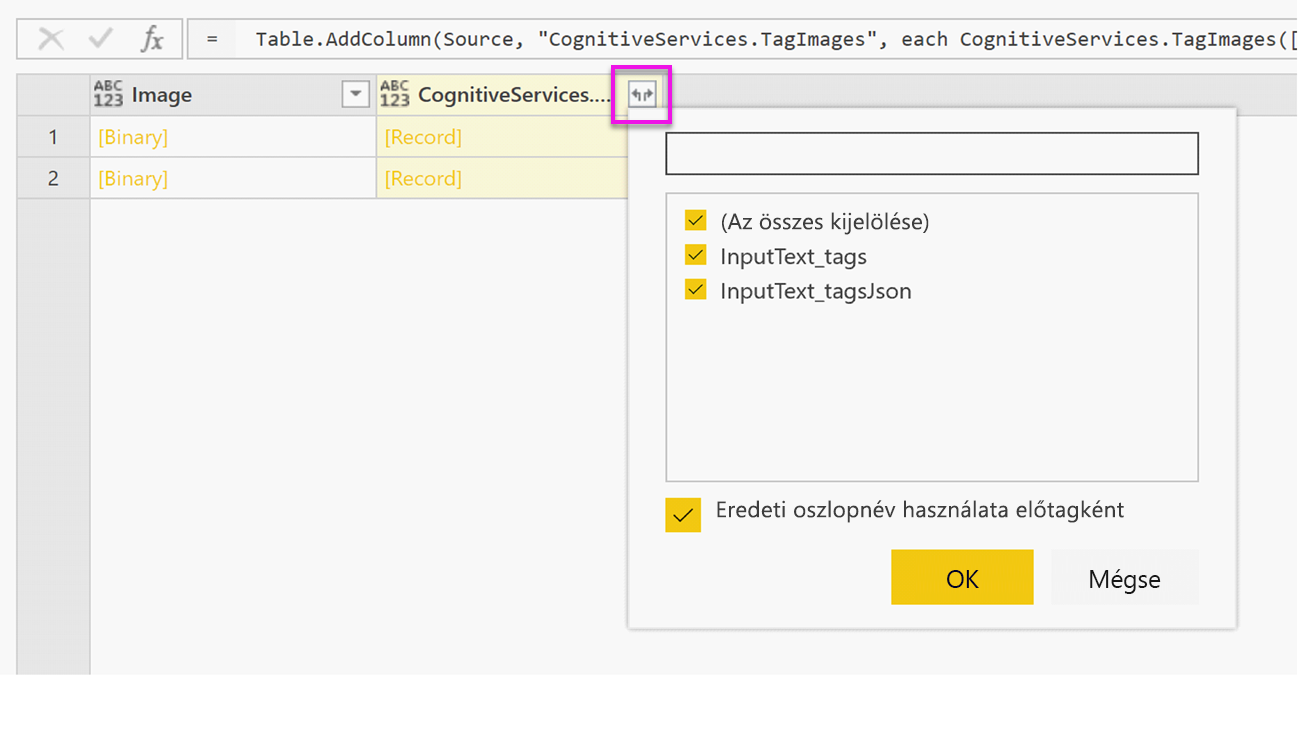 fx = Table.AddColumn(Source, "CognitiveServices.TagImages", each CognitiveServices.TagImages([
ABC 123 Image ABC 123 CognitiveServices....
1 [Binary] [Record]
2 [Binary] [Record]
(Az összes kijelölése)
InputText_tags
InputText_tagsJson
Eredeti oszlopnév használata előtagként
OK Mégse